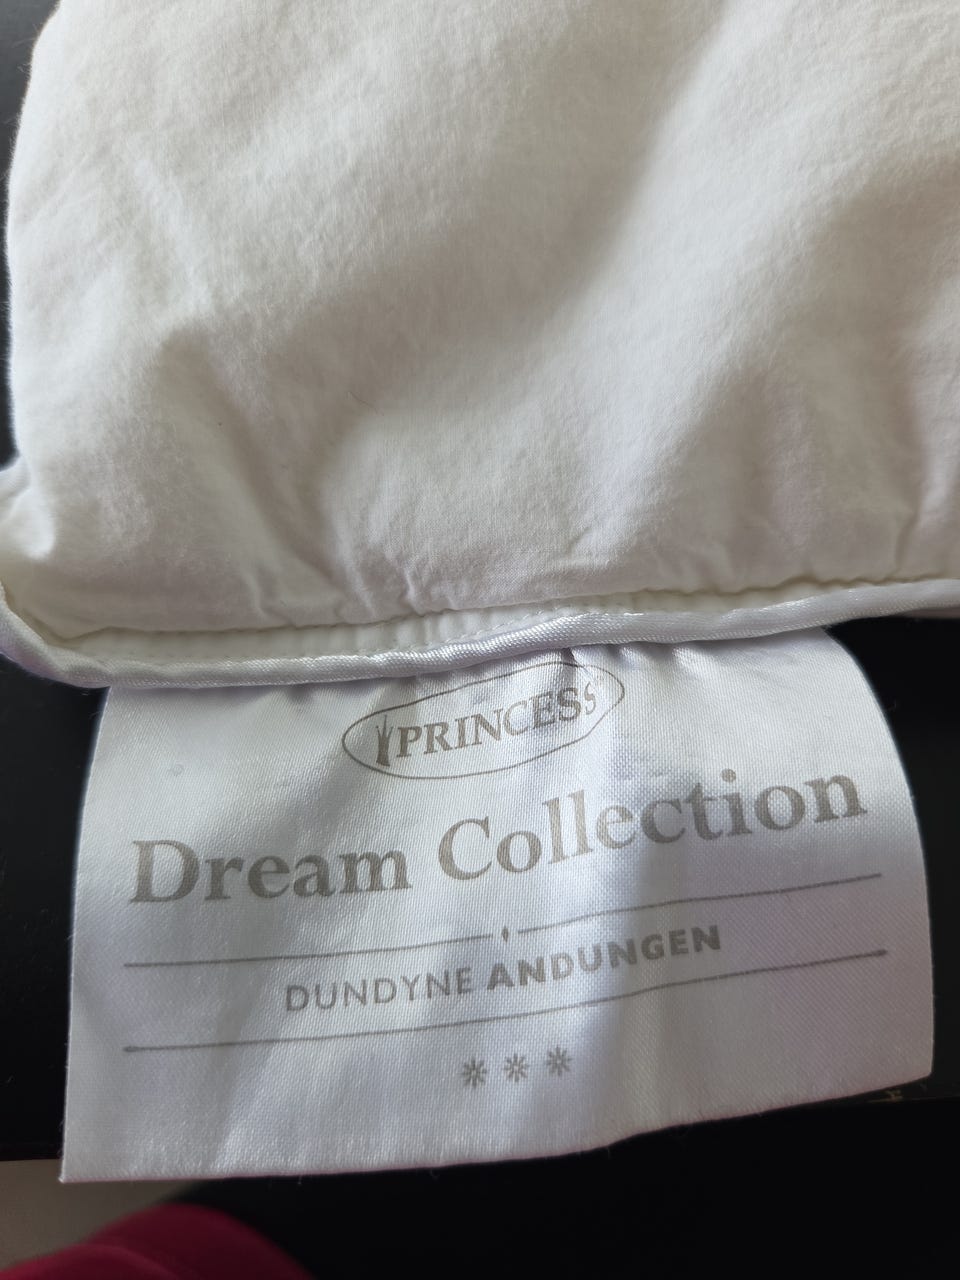 PRINCESS
Dream Collection
DUNDYNE ANDUNGEN
***